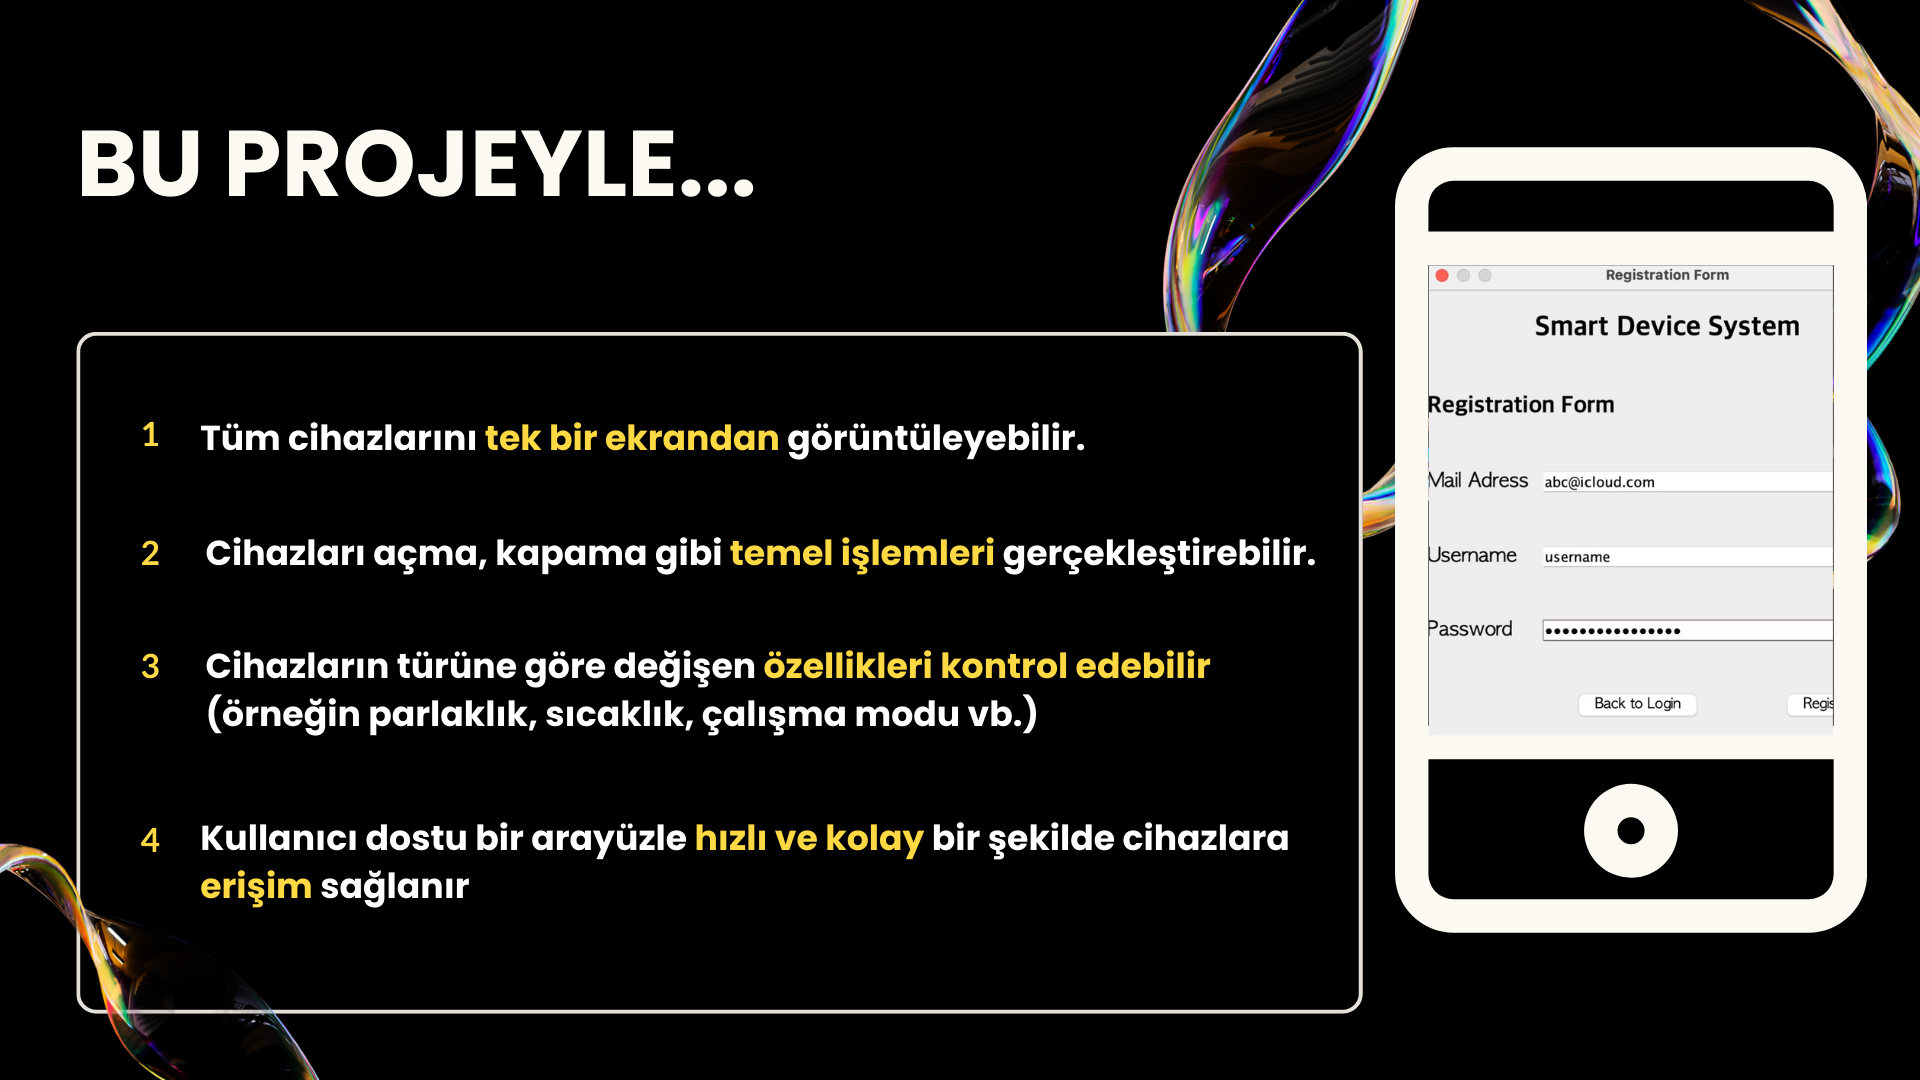 BU PROJEYLE...
1 Tüm cihazlarını tek bir ekrandan görüntüleyebilir.
2 Cihazları açma, kapama gibi temel işlemleri gerçekleştirebilir.
3 Cihazların türüne göre değişen özellikleri kontrol edebilir
(örneğin parlaklık, sıcaklık, çalışma modu vb.)
4 Kullanıcı dostu bir arayüzle hızlı ve kolay bir şekilde cihazlara
erişim sağlanır
Registration Form
Smart Device System
Registration Form
Mail Adress abc@icloud.com
Username username
Password ••••••••••••••••
Back to Login Regis